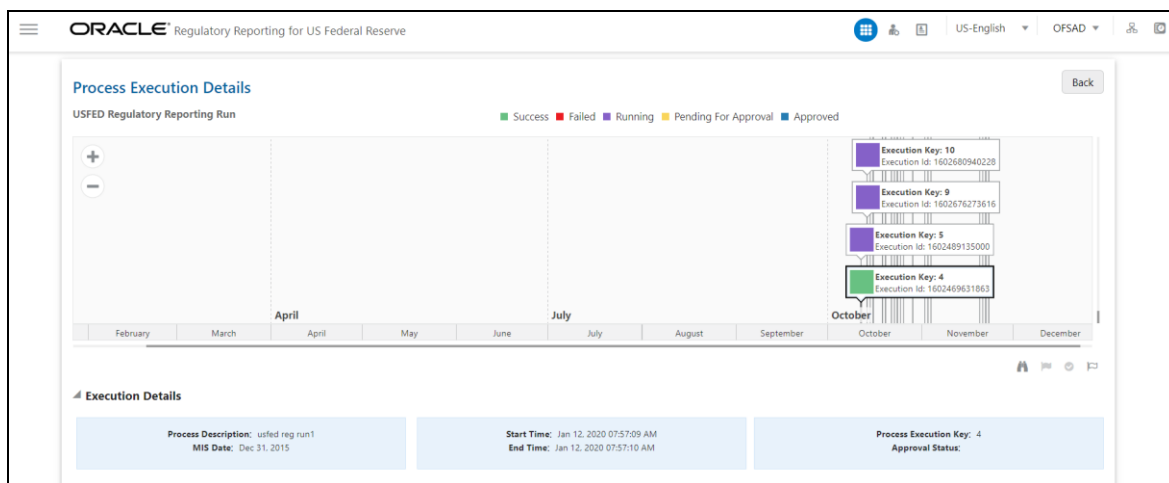 ORACLE® Regulatory Reporting for US Federal Reserve
US-English
OFSAD
Process Execution Details
Back
USFED Regulatory Reporting Run
Success Failed Running Pending For Approval Approved
Execution Key: 10
Execution Id: 1602680940228
Execution Key: 9
Execution Id: 1602676273616
Execution Key: 5
Execution Id: 1602489135000
Execution Key: 4
Execution Id: 1602469631863
April July October
February March April May June July August September October November December
Execution Details
Process Description: usfed reg run1
MIS Date: Dec 31, 2015
Start Time: Jan 12, 2020 07:57:09 AM
End Time: Jan 12, 2020 07:57:10 AM
Process Execution Key: 4
Approval Status: